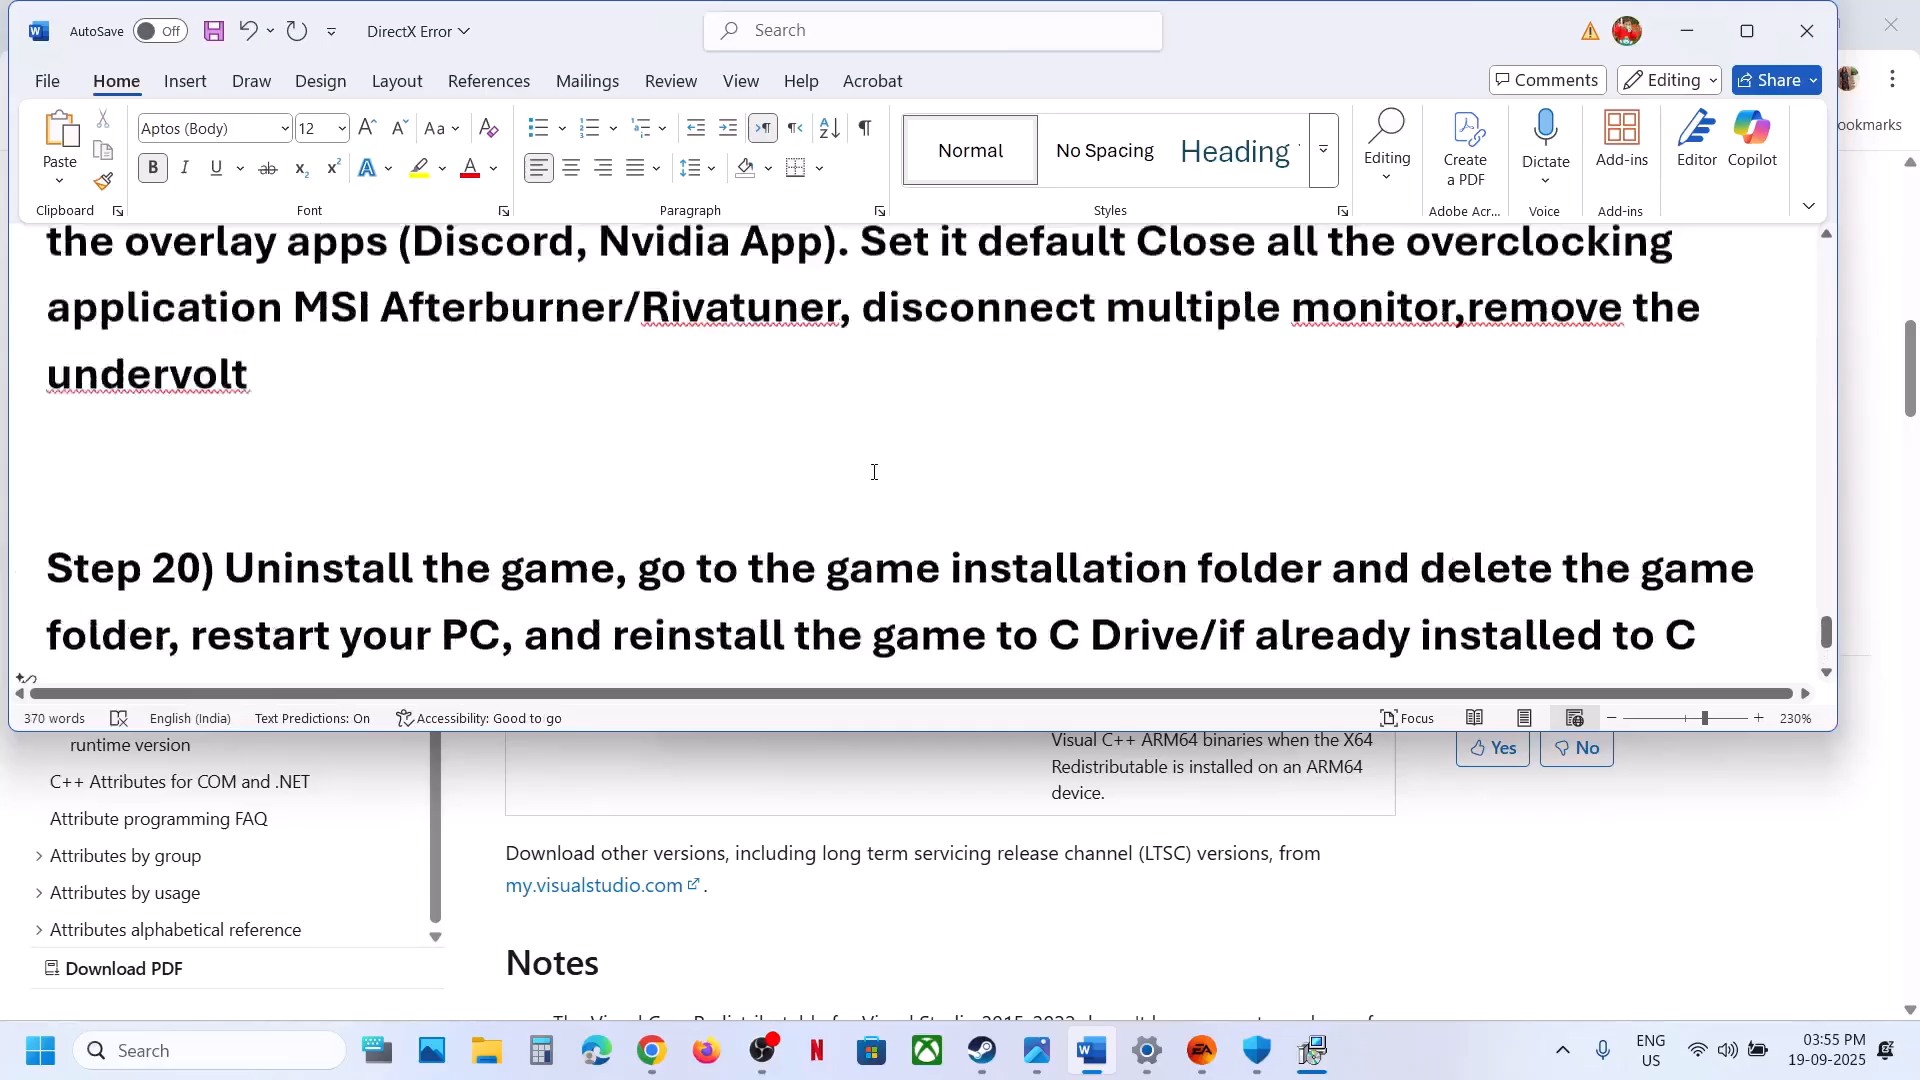 AutoSave Off DirectX Error Search
File Home Insert Draw Design Layout References Mailings Review View Help Acrobat Comments Editing Share
Paste Aptos (Body) 12 Aa
Normal No Spacing Heading Editing Create a PDF Dictate Add-ins Editor Copilot
Clipboard Font Paragraph Styles Adobe Acr... Voice Add-ins
ookmarks
the overlay apps (Discord, Nvidia App). Set it default Close all the overclocking
application MSI Afterburner/Rivatuner, disconnect multiple monitor,remove the
undervolt
Step 20) Uninstall the game, go to the game installation folder and delete the game
folder, restart your PC, and reinstall the game to C Drive/if already installed to C
370 words English (India) Text Predictions: On Accessibility: Good to go Focus 230%
runtime version
C++ Attributes for COM and .NET
Attribute programming FAQ
Attributes by group
Attributes by usage
Attributes alphabetical reference
Download PDF
Visual C++ ARM64 binaries when the X64
Redistributable is installed on an ARM64
device.
Yes No
Download other versions, including long term servicing release channel (LTSC) versions, from
my.visualstudio.com .
Notes
Search
ENG
US
03:55 PM
19-09-2025